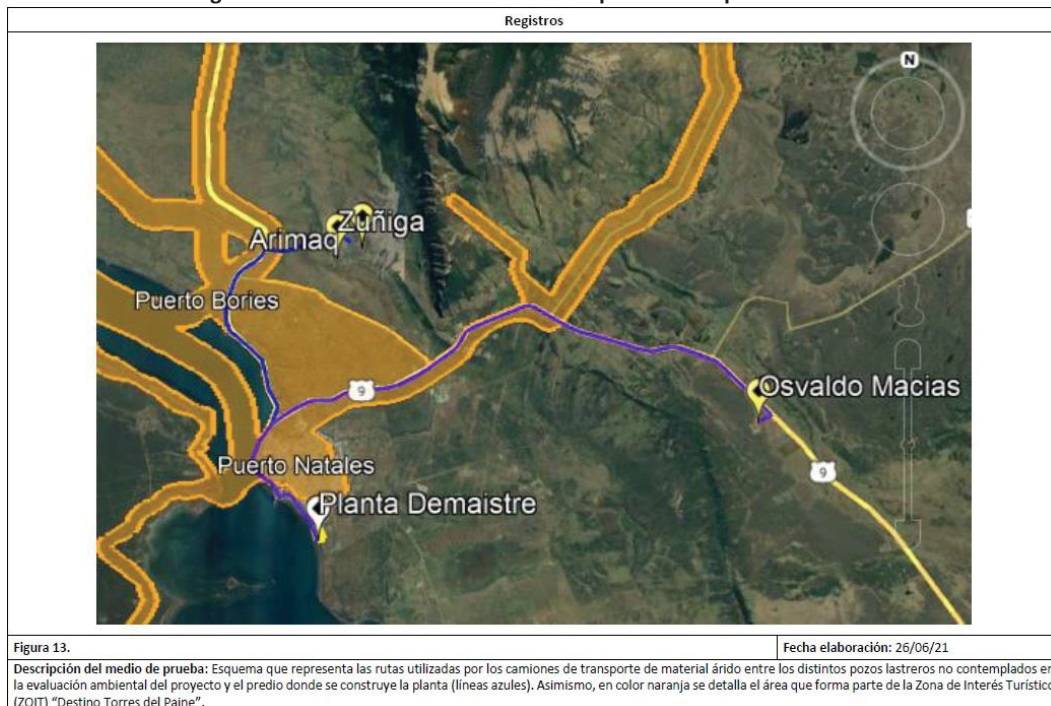 Registros
N
Zúñiga
Arimaq
Puerto Bories
9
Osvaldo Macias
Puerto Natales
9
Planta Demaistre
Figura 13.
Fecha elaboración: 26/06/21
Descripción del medio de prueba: Esquema que representa las rutas utilizadas por los camiones de transporte de material árido entre los distintos pozos lastreros no contemplados en
la evaluación ambiental del proyecto y el predio donde se construye la planta (líneas azules). Asimismo, en color naranja se detalla el área que forma parte de la Zona de Interés Turístico
(ZOIT) "Destino Torres del Paine".